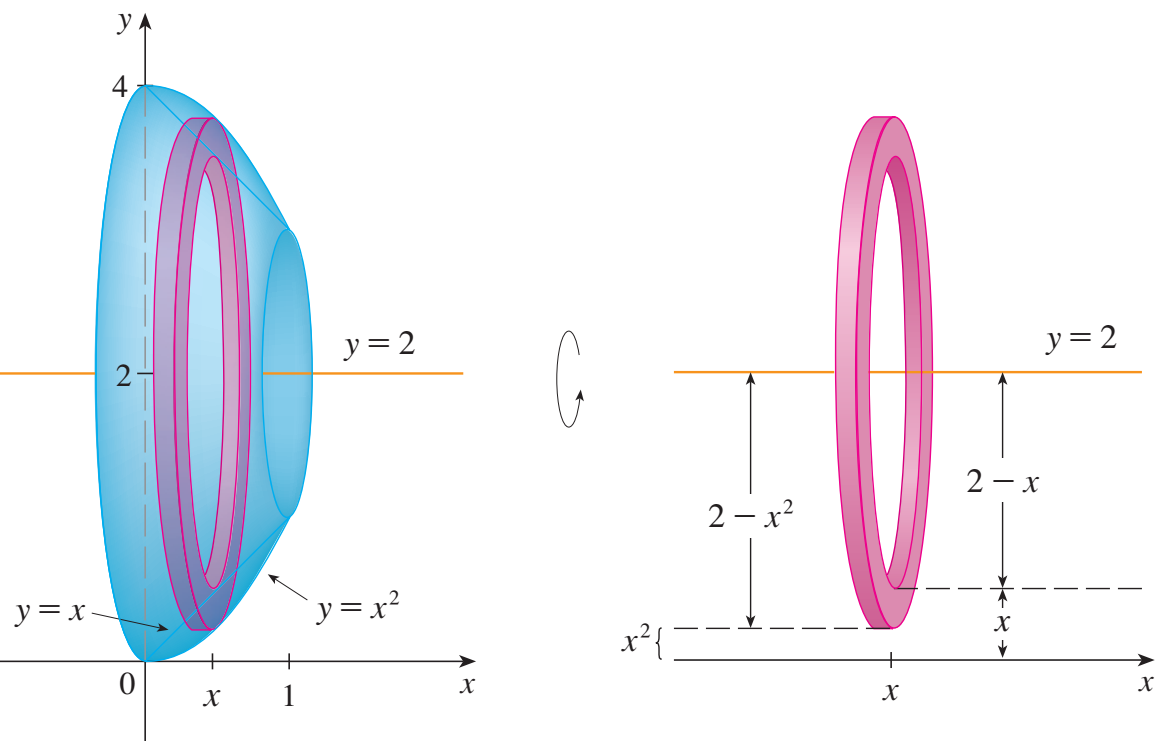 y
4
y = 2
2
y = x
y = x²
0
x
1
x
y = 2
2 − x
2 − x²
x
x²
x
x